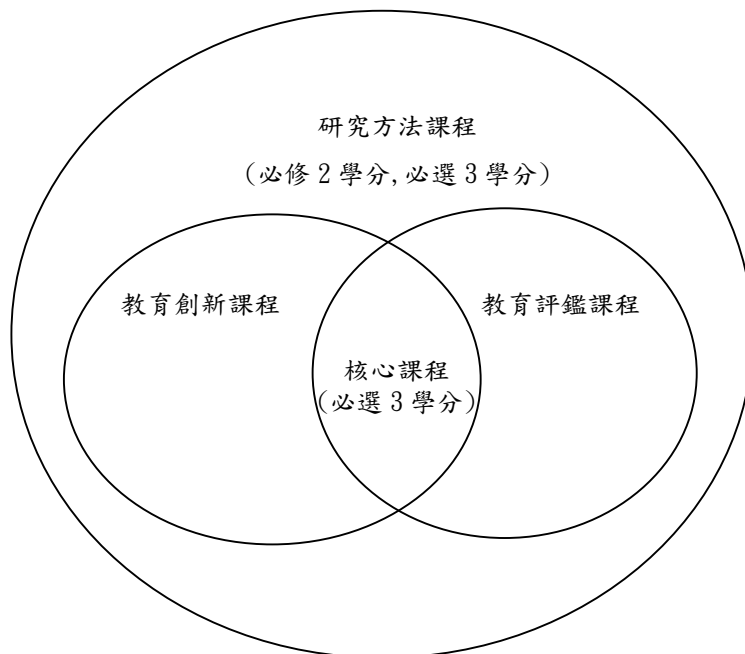 研究方法課程
(必修 2 學分, 必選 3 學分)
教育創新課程
教育評鑑課程
核心課程
(必選 3 學分)